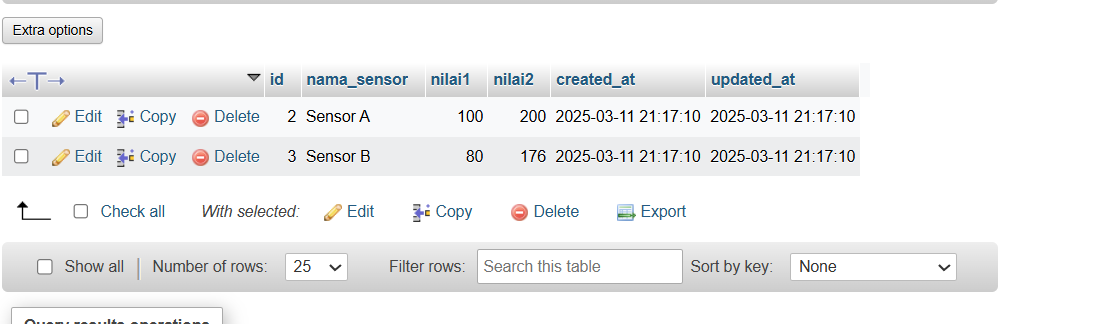 Extra options
←T→ id nama_sensor nilai1 nilai2 created_at updated_at
Edit Copy Delete 2 Sensor A 100 200 2025-03-11 21:17:10 2025-03-11 21:17:10
Edit Copy Delete 3 Sensor B 80 176 2025-03-11 21:17:10 2025-03-11 21:17:10
Check all With selected: Edit Copy Delete Export
Show all | Number of rows: 25 Filter rows: Search this table Sort by key: None
Query results operations